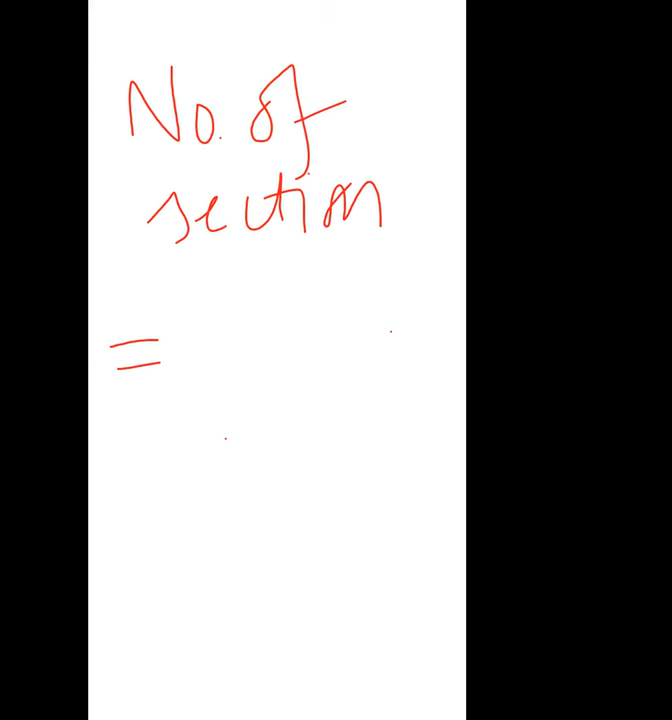 No. of
section
=